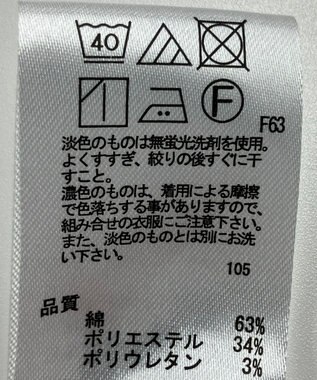 40
F
F63
淡色のものは無蛍光洗剤を使用。
よくすすぎ、絞りの後すぐに干
すこと。
濃色のものは、着用による摩擦
で色落ちする事がありますので、
組み合せの衣服にご注意下さい。
また、淡色のものとは別にお洗
い下さい。
105
品質
綿 63%
ポリエステル 34%
ポリウレタン 3%